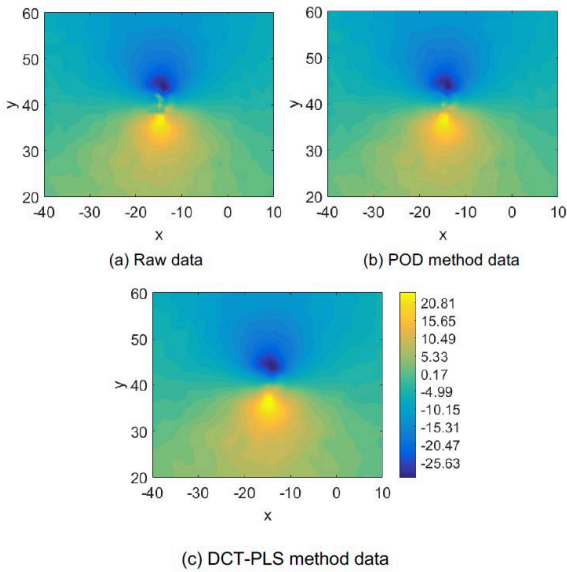 60
50
40
30
20
y
-40 -30 -20 -10 0 10
x
(a) Raw data
60
50
40
30
20
y
-40 -30 -20 -10 0 10
x
(b) POD method data
60
50
40
30
20
y
-40 -30 -20 -10 0 10
x
20.81
15.65
10.49
5.33
0.17
-4.99
-10.15
-15.31
-20.47
-25.63
(c) DCT-PLS method data